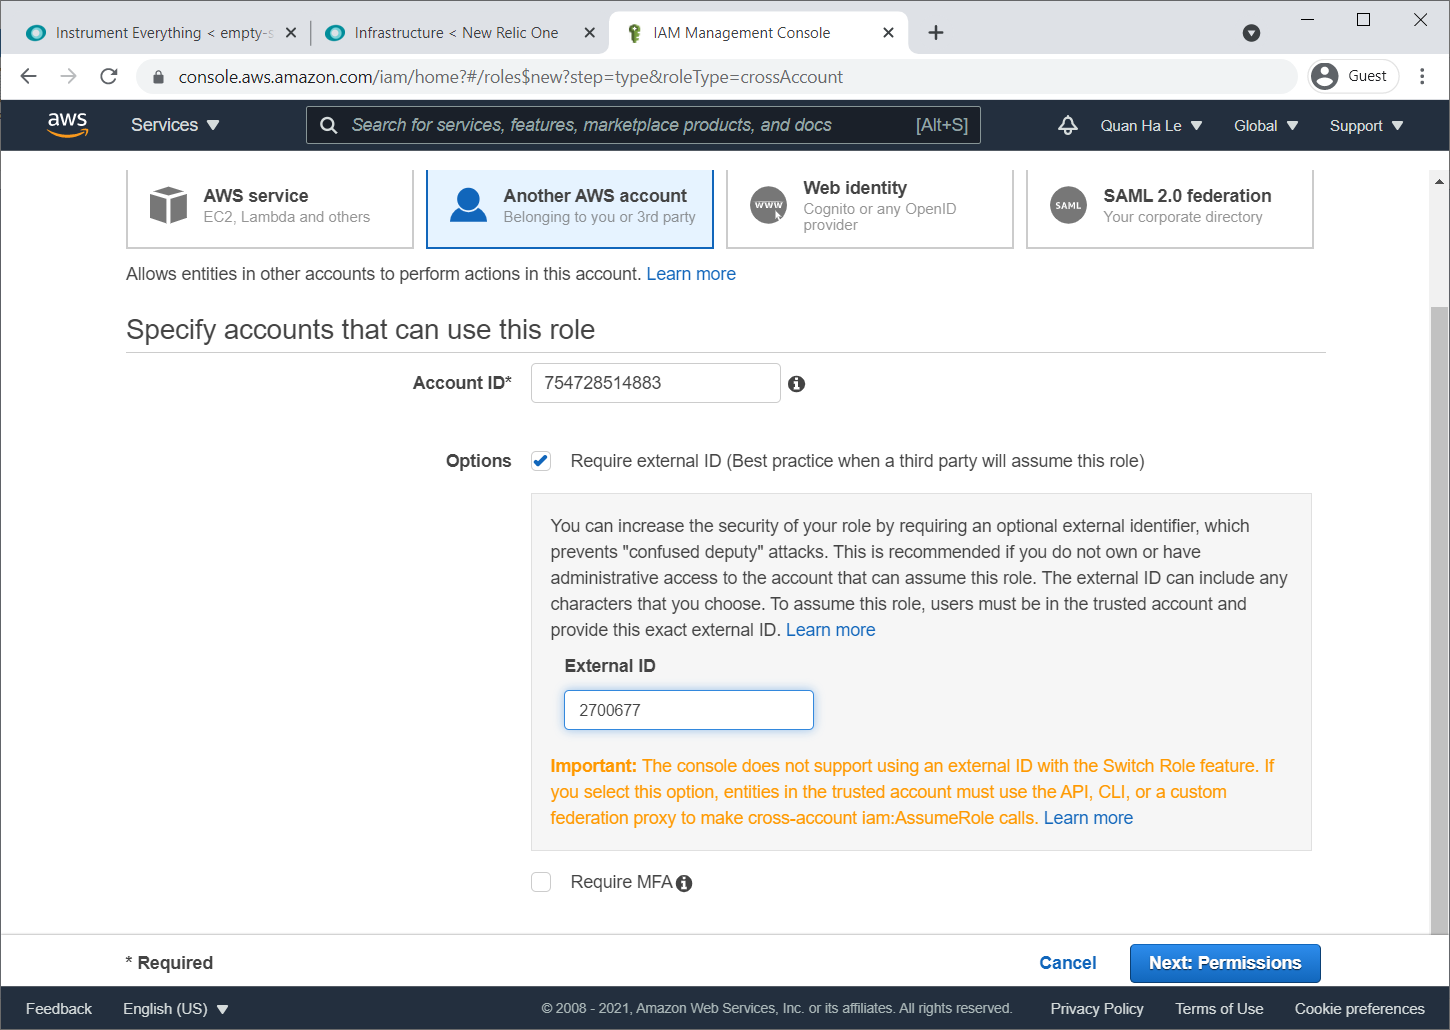 Instrument Everything < empty-s
Infrastructure < New Relic One
IAM Management Console
console.aws.amazon.com/iam/home?#/roles$new?step=type&roleType=crossAccount
Guest
aws
Services
Search for services, features, marketplace products, and docs
[Alt+S]
Quan Ha Le
Global
Support
AWS service
EC2, Lambda and others
Another AWS account
Belonging to you or 3rd party
www
Web identity
Cognito or any OpenID
provider
SAML
SAML 2.0 federation
Your corporate directory
Allows entities in other accounts to perform actions in this account. Learn more
Specify accounts that can use this role
Account ID*
754728514883
Options
Require external ID (Best practice when a third party will assume this role)
You can increase the security of your role by requiring an optional external identifier, which
prevents "confused deputy" attacks. This is recommended if you do not own or have
administrative access to the account that can assume this role. The external ID can include any
characters that you choose. To assume this role, users must be in the trusted account and
provide this exact external ID. Learn more
External ID
2700677
Important: The console does not support using an external ID with the Switch Role feature. If
you select this option, entities in the trusted account must use the API, CLI, or a custom
federation proxy to make cross-account iam:AssumeRole calls. Learn more
Require MFA
* Required
Cancel
Next: Permissions
Feedback
English (US)
© 2008 - 2021, Amazon Web Services, Inc. or its affiliates. All rights reserved.
Privacy Policy
Terms of Use
Cookie preferences